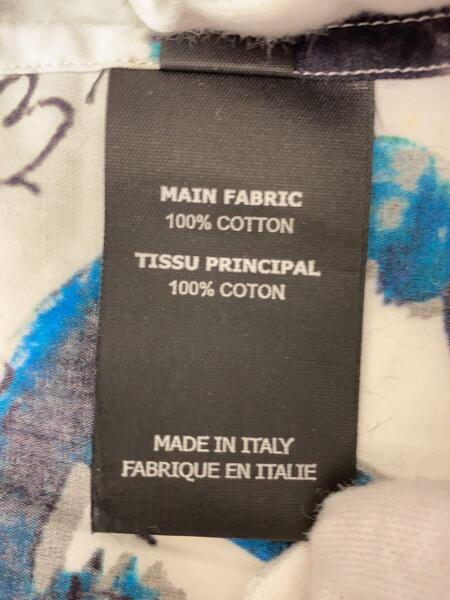 MAIN FABRIC
100% COTTON
TISSU PRINCIPAL
100% COTON
MADE IN ITALY
FABRIQUE EN ITALIE